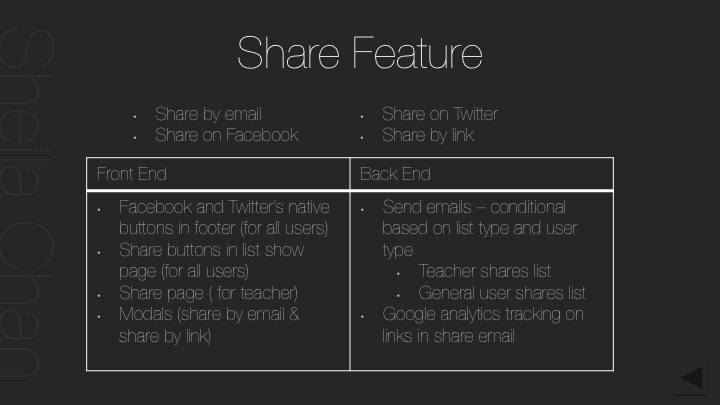 Sheila Chan
Share Feature
• Share by email
• Share on Facebook
• Share on Twitter
• Share by link
Front End
• Facebook and Twitter's native
buttons in footer (for all users)
• Share buttons in list show
page (for all users)
• Share page ( for teacher)
• Modals (share by email &
share by link)
Back End
• Send emails – conditional
based on list type and user
type
• Teacher shares list
• General user shares list
• Google analytics tracking on
links in share email